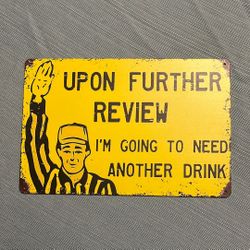 UPON FURTHER
REVIEW
I'M GOING TO NEED
ANOTHER DRINK